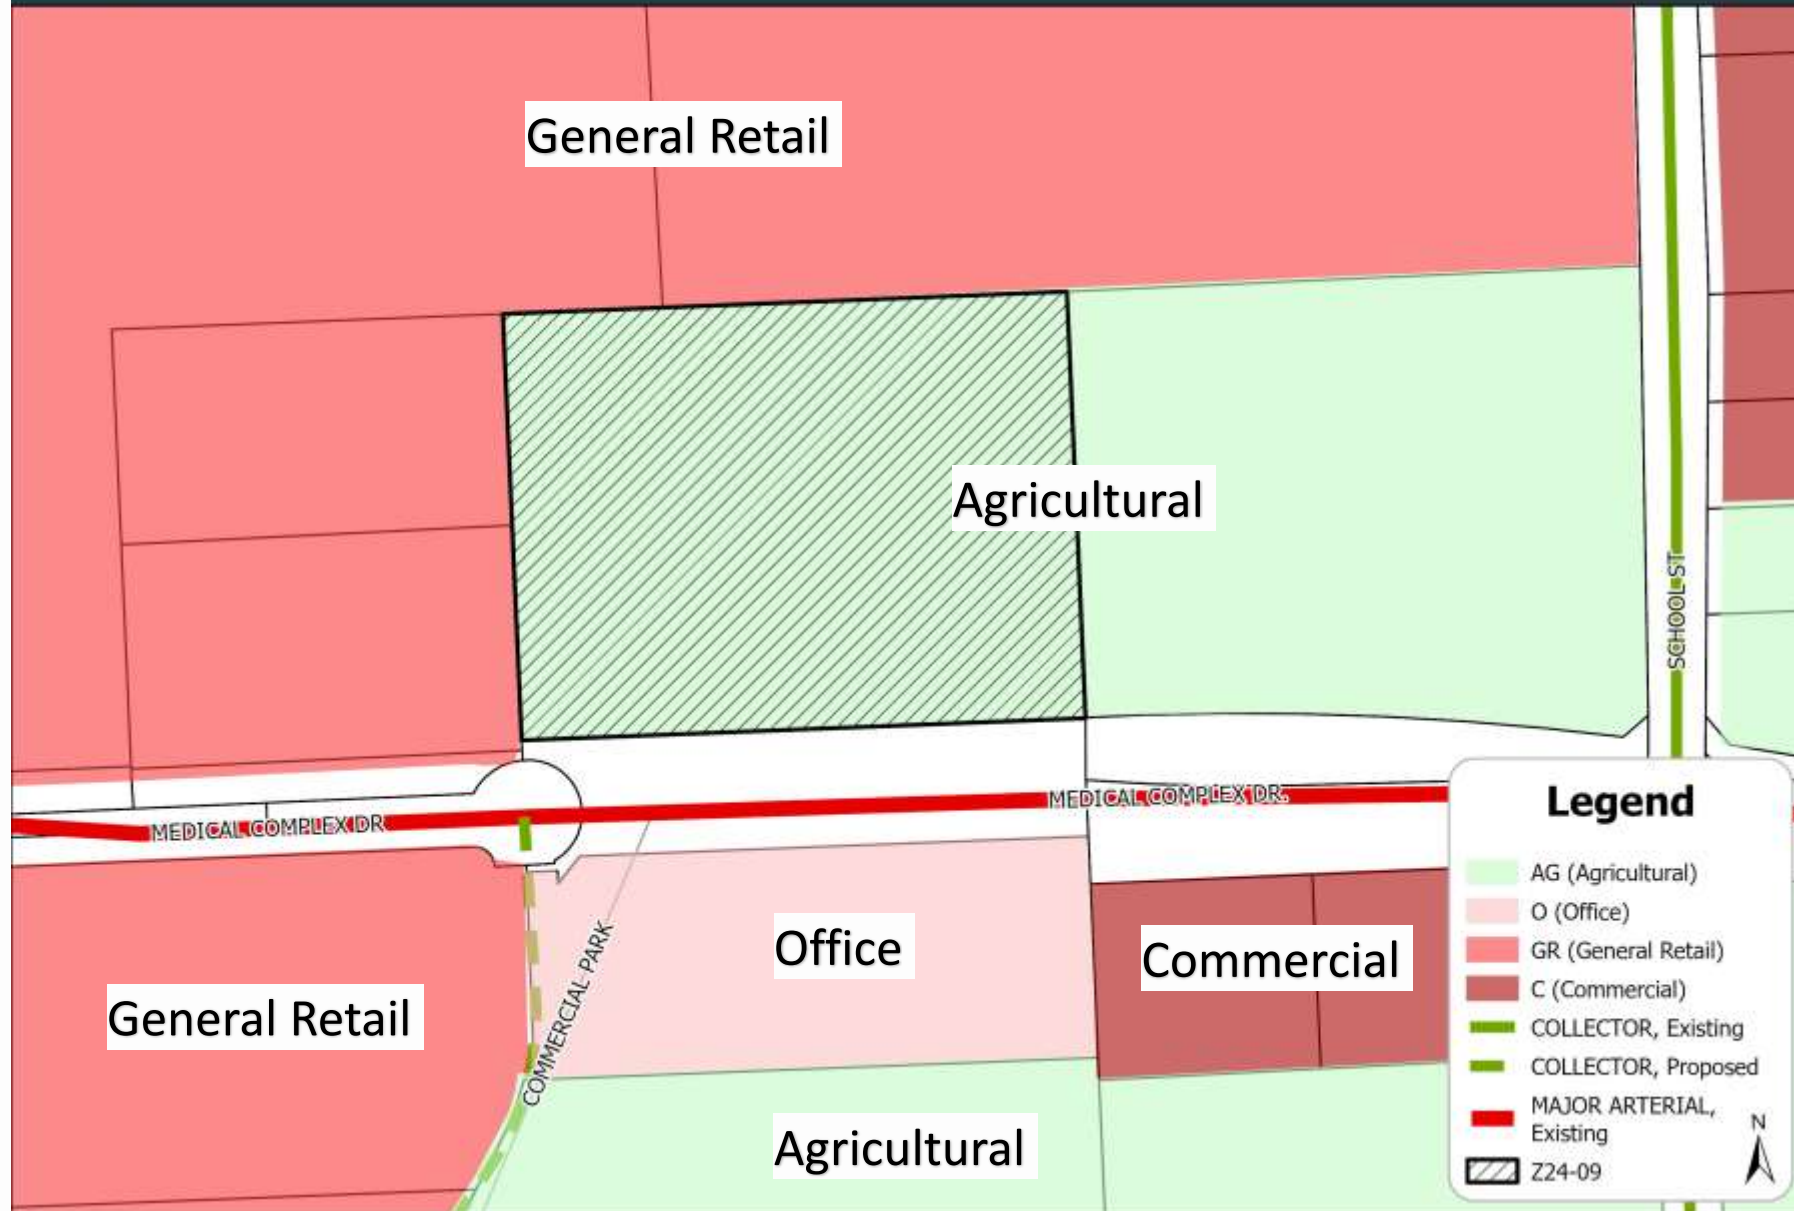 General Retail
Agricultural
SCHOOL ST
MEDICAL COMPLEX DR.
MEDICAL COMPLEX DR
COMMERCIAL PARK
Office
Commercial
General Retail
Agricultural
Legend
AG (Agricultural)
O (Office)
GR (General Retail)
C (Commercial)
COLLECTOR, Existing
COLLECTOR, Proposed
MAJOR ARTERIAL,
Existing
Z24-09
N